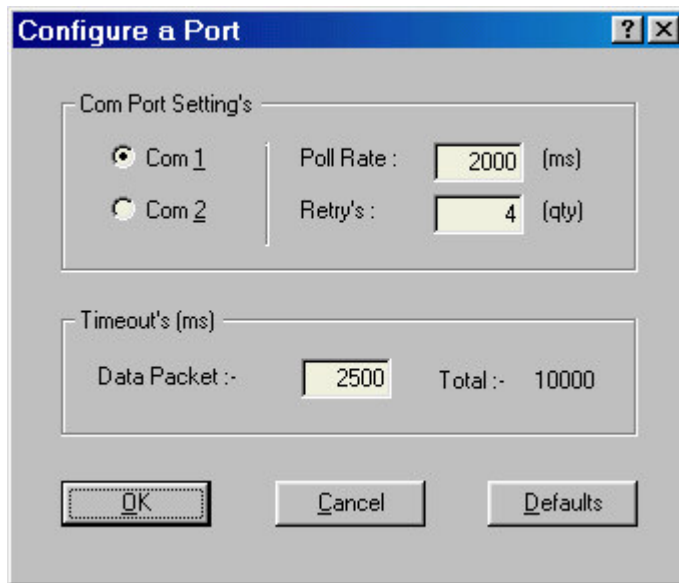 Configure a Port
Com Port Setting's
Com 1 Poll Rate : 2000 (ms)
Com 2 Retry's : 4 (qty)
Timeout's (ms)
Data Packet :- 2500 Total :- 10000
OK Cancel Defaults